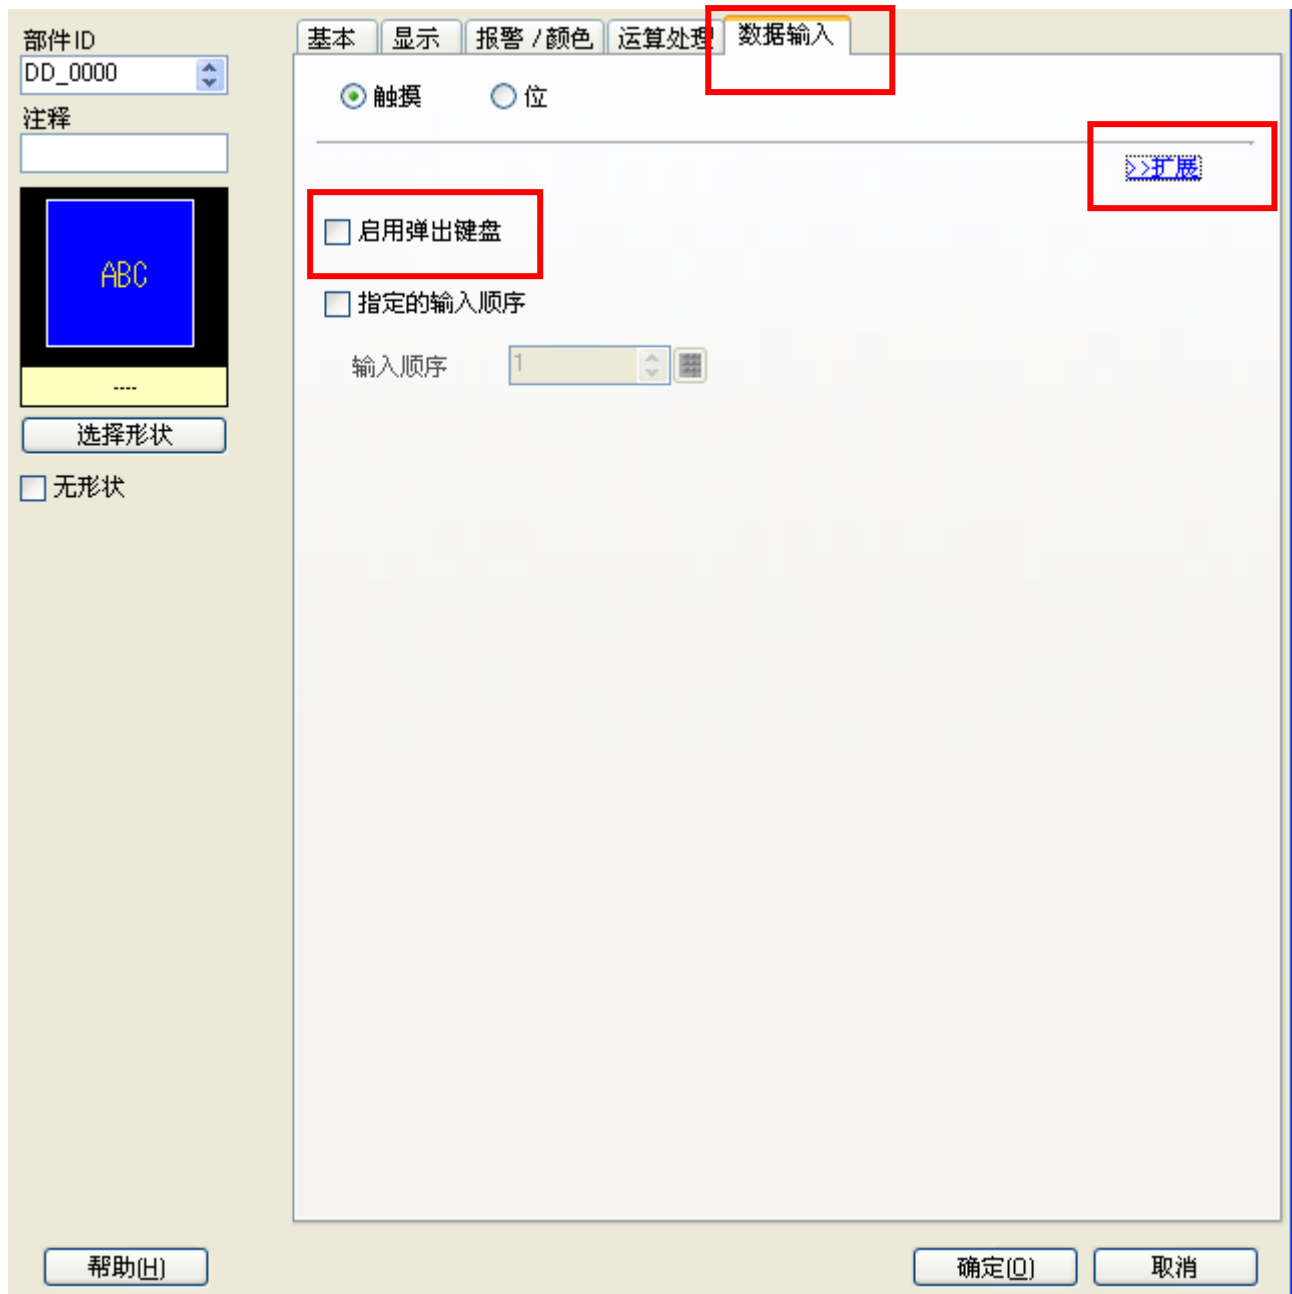 部件ID
DD_0000
注释
ABC
----
选择形状
无形状
基本 显示 报警/颜色 运算处理 数据输入
触摸 位
>>扩展
启用弹出键盘
指定的输入顺序
输入顺序 1
帮助(H) 确定(O) 取消